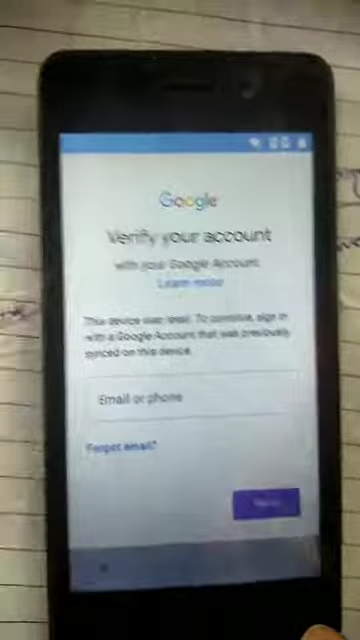 Google
Verify your account
with your Google Account.
Learn more
This device was reset. To continue, sign in
with a Google Account that was previously
synced on this device.
Email or phone
Forgot email?
Next